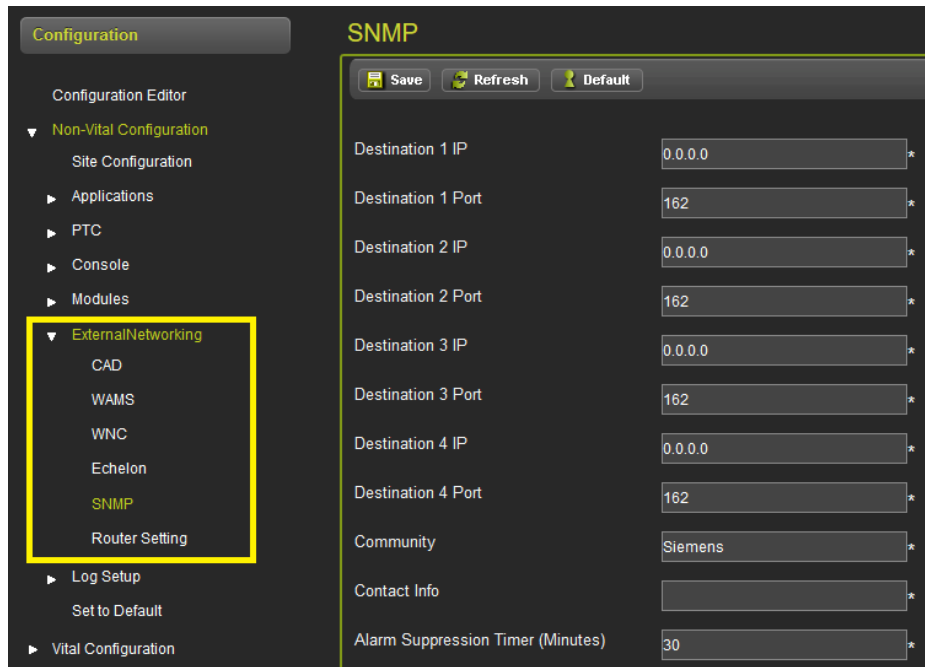 Configuration
Configuration Editor
Non-Vital Configuration
Site Configuration
Applications
PTC
Console
Modules
ExternalNetworking
CAD
WAMS
WNC
Echelon
SNMP
Router Setting
Log Setup
Set to Default
Vital Configuration
SNMP
Save Refresh Default
Destination 1 IP 0.0.0.0 *
Destination 1 Port 162 *
Destination 2 IP 0.0.0.0 *
Destination 2 Port 162 *
Destination 3 IP 0.0.0.0 *
Destination 3 Port 162 *
Destination 4 IP 0.0.0.0 *
Destination 4 Port 162 *
Community Siemens *
Contact Info *
Alarm Suppression Timer (Minutes) 30 *